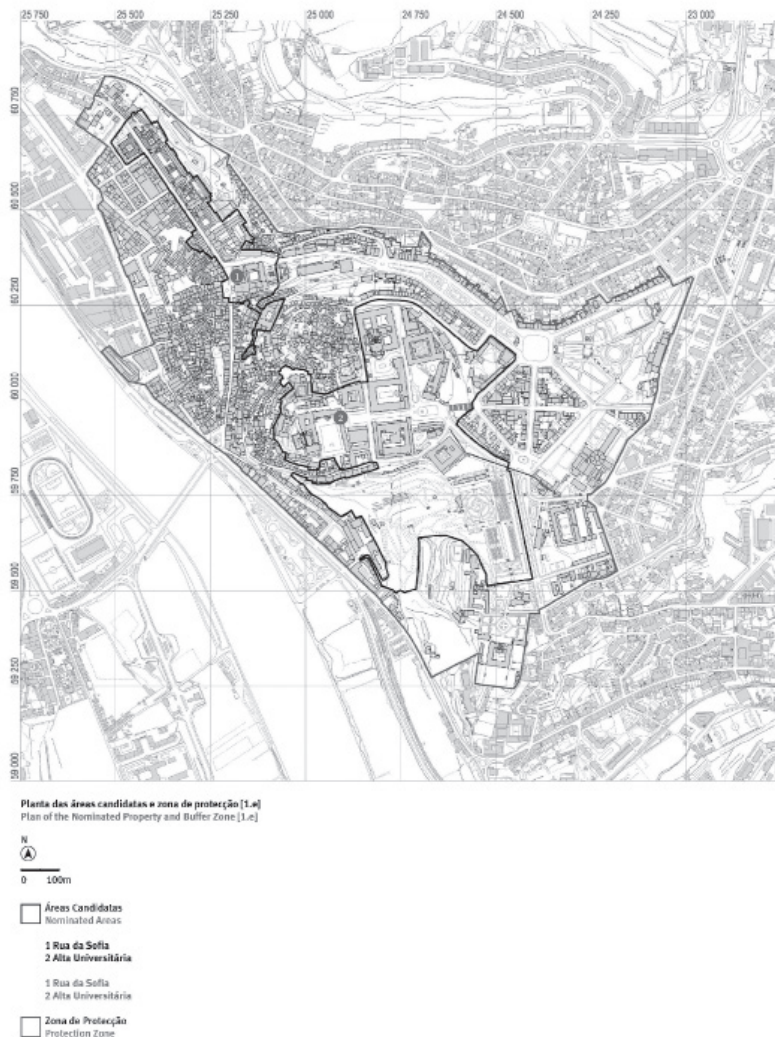 25 750 25 500 25 250 25 000 24 750 24 500 24 250 23 000
60 750
60 500
60 250
60 000
59 750
59 000
59 250
59 000
1
2
Planta das áreas candidatas e zona de protecção [1.e]
Plan of the Nominated Property and Buffer Zone [1.e]
N
0 100m
Áreas Candidatas
Nominated Areas
1 Rua da Sofia
2 Alta Universitária
1 Rua da Sofia
2 Alta Universitária
Zona de Protecção
Protection Zone